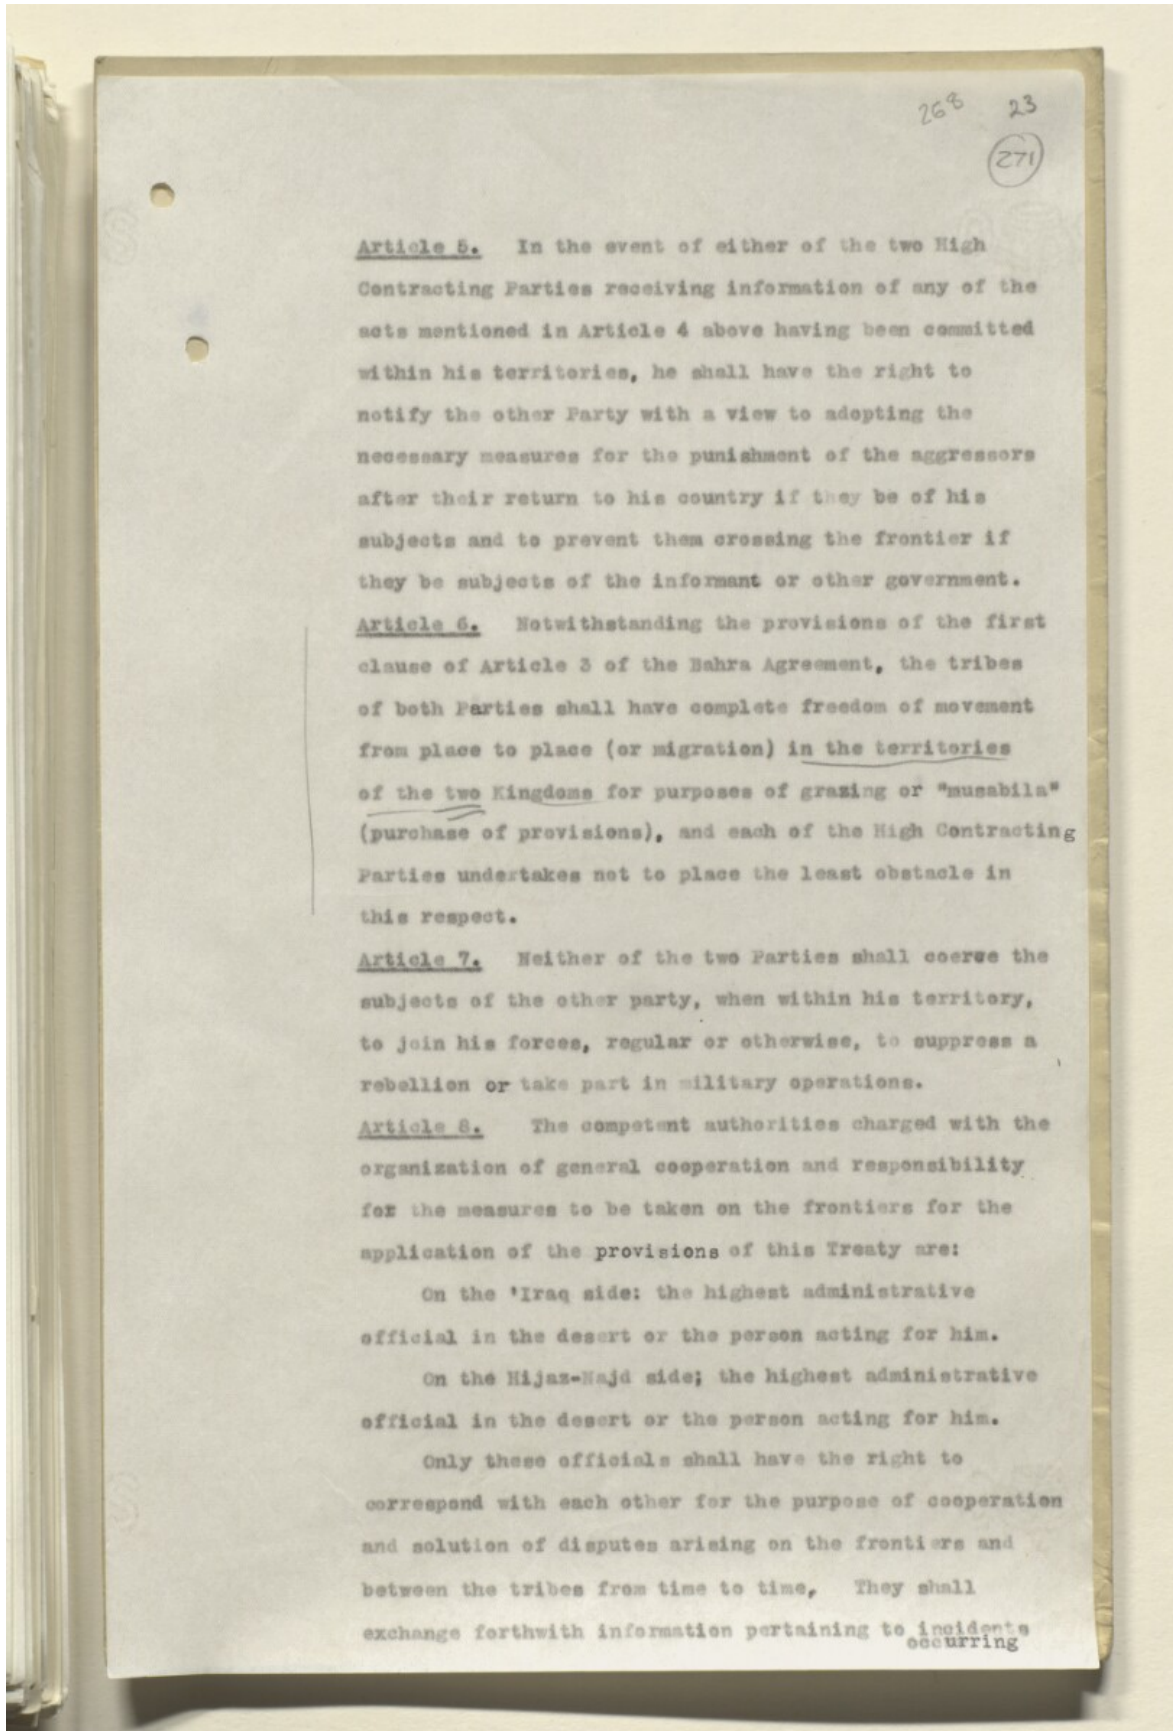 268 23
271
Article 5. In the event of either of the two High
Contracting Parties receiving information of any of the
acts mentioned in Article 4 above having been committed
within his territories, he shall have the right to
notify the other Party with a view to adopting the
necessary measures for the punishment of the aggressors
after their return to his country if they be of his
subjects and to prevent them crossing the frontier if
they be subjects of the informant or other government.
Article 6. Notwithstanding the provisions of the first
clause of Article 3 of the Bahra Agreement, the tribes
of both Parties shall have complete freedom of movement
from place to place (or migration) in the territories
of the two Kingdoms for purposes of grazing or "musabila"
(purchase of provisions), and each of the High Contracting
Parties undertakes not to place the least obstacle in
this respect.
Article 7. Neither of the two Parties shall coerce the
subjects of the other party, when within his territory,
to join his forces, regular or otherwise, to suppress a
rebellion or take part in military operations.
Article 8. The competent authorities charged with the
organization of general cooperation and responsibility
for the measures to be taken on the frontiers for the
application of the provisions of this Treaty are:
On the 'Iraq side: the highest administrative
official in the desert or the person acting for him.
On the Hijaz-Najd side; the highest administrative
official in the desert or the person acting for him.
Only these officials shall have the right to
correspond with each other for the purpose of cooperation
and solution of disputes arising on the frontiers and
between the tribes from time to time, They shall
exchange forthwith information pertaining to incidents
occurring